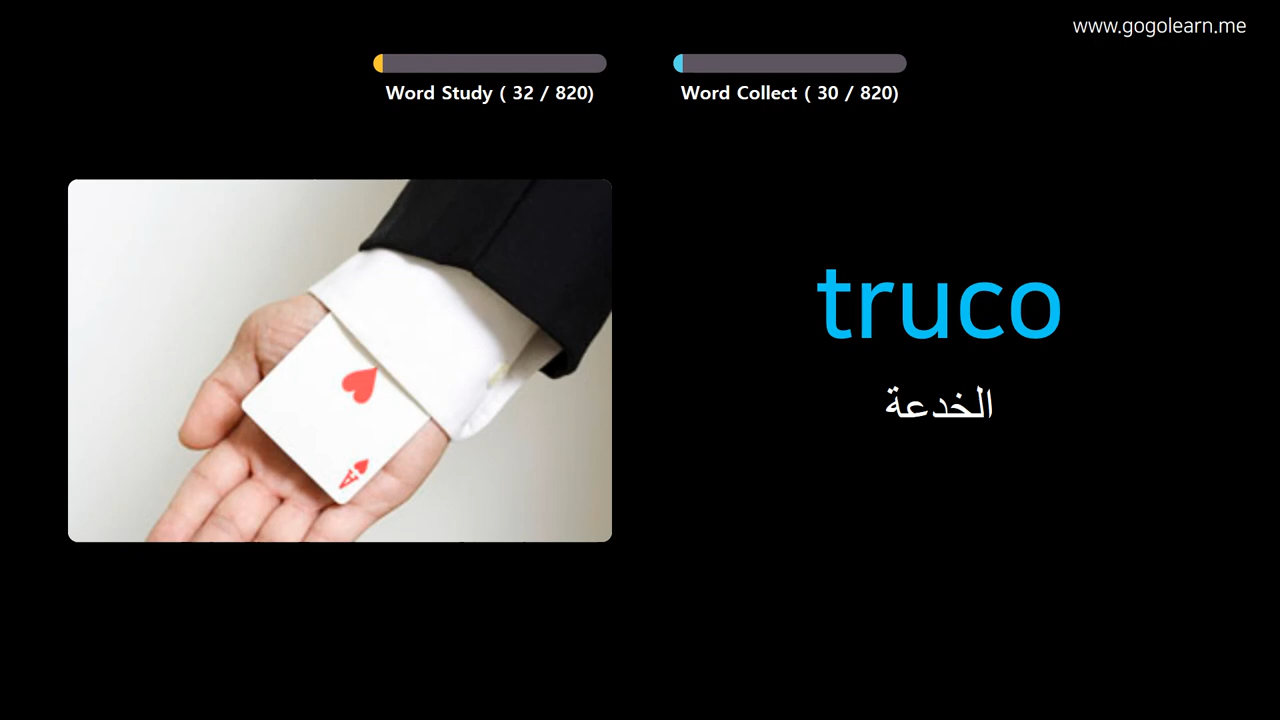 www.gogolearn.me
Word Study ( 32 / 820)
Word Collect ( 30 / 820)
A
truco
الخدعة